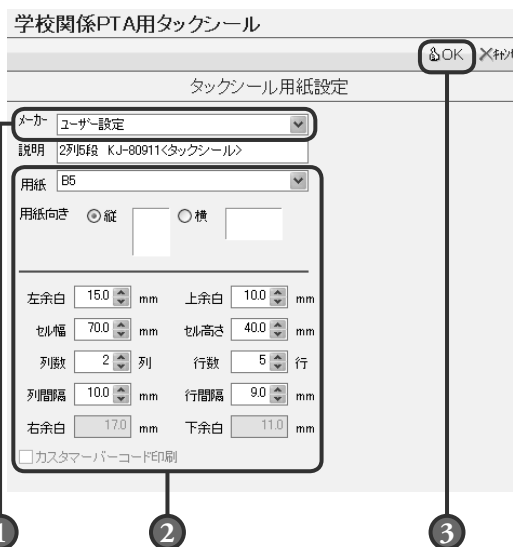 学校関係PTA用タックシール
OK
タックシール用紙設定
メーカー ユーザー設定
説明 2列5段 KJ-80911<タックシール>
用紙 B5
用紙向き 縦 横
左余白 15.0 mm 上余白 10.0 mm
セル幅 70.0 mm セル高さ 40.0 mm
列数 2 列 行数 5 行
列間隔 10.0 mm 行間隔 9.0 mm
右余白 17.0 mm 下余白 11.0 mm
カスタマーバーコード印刷
1 2 3